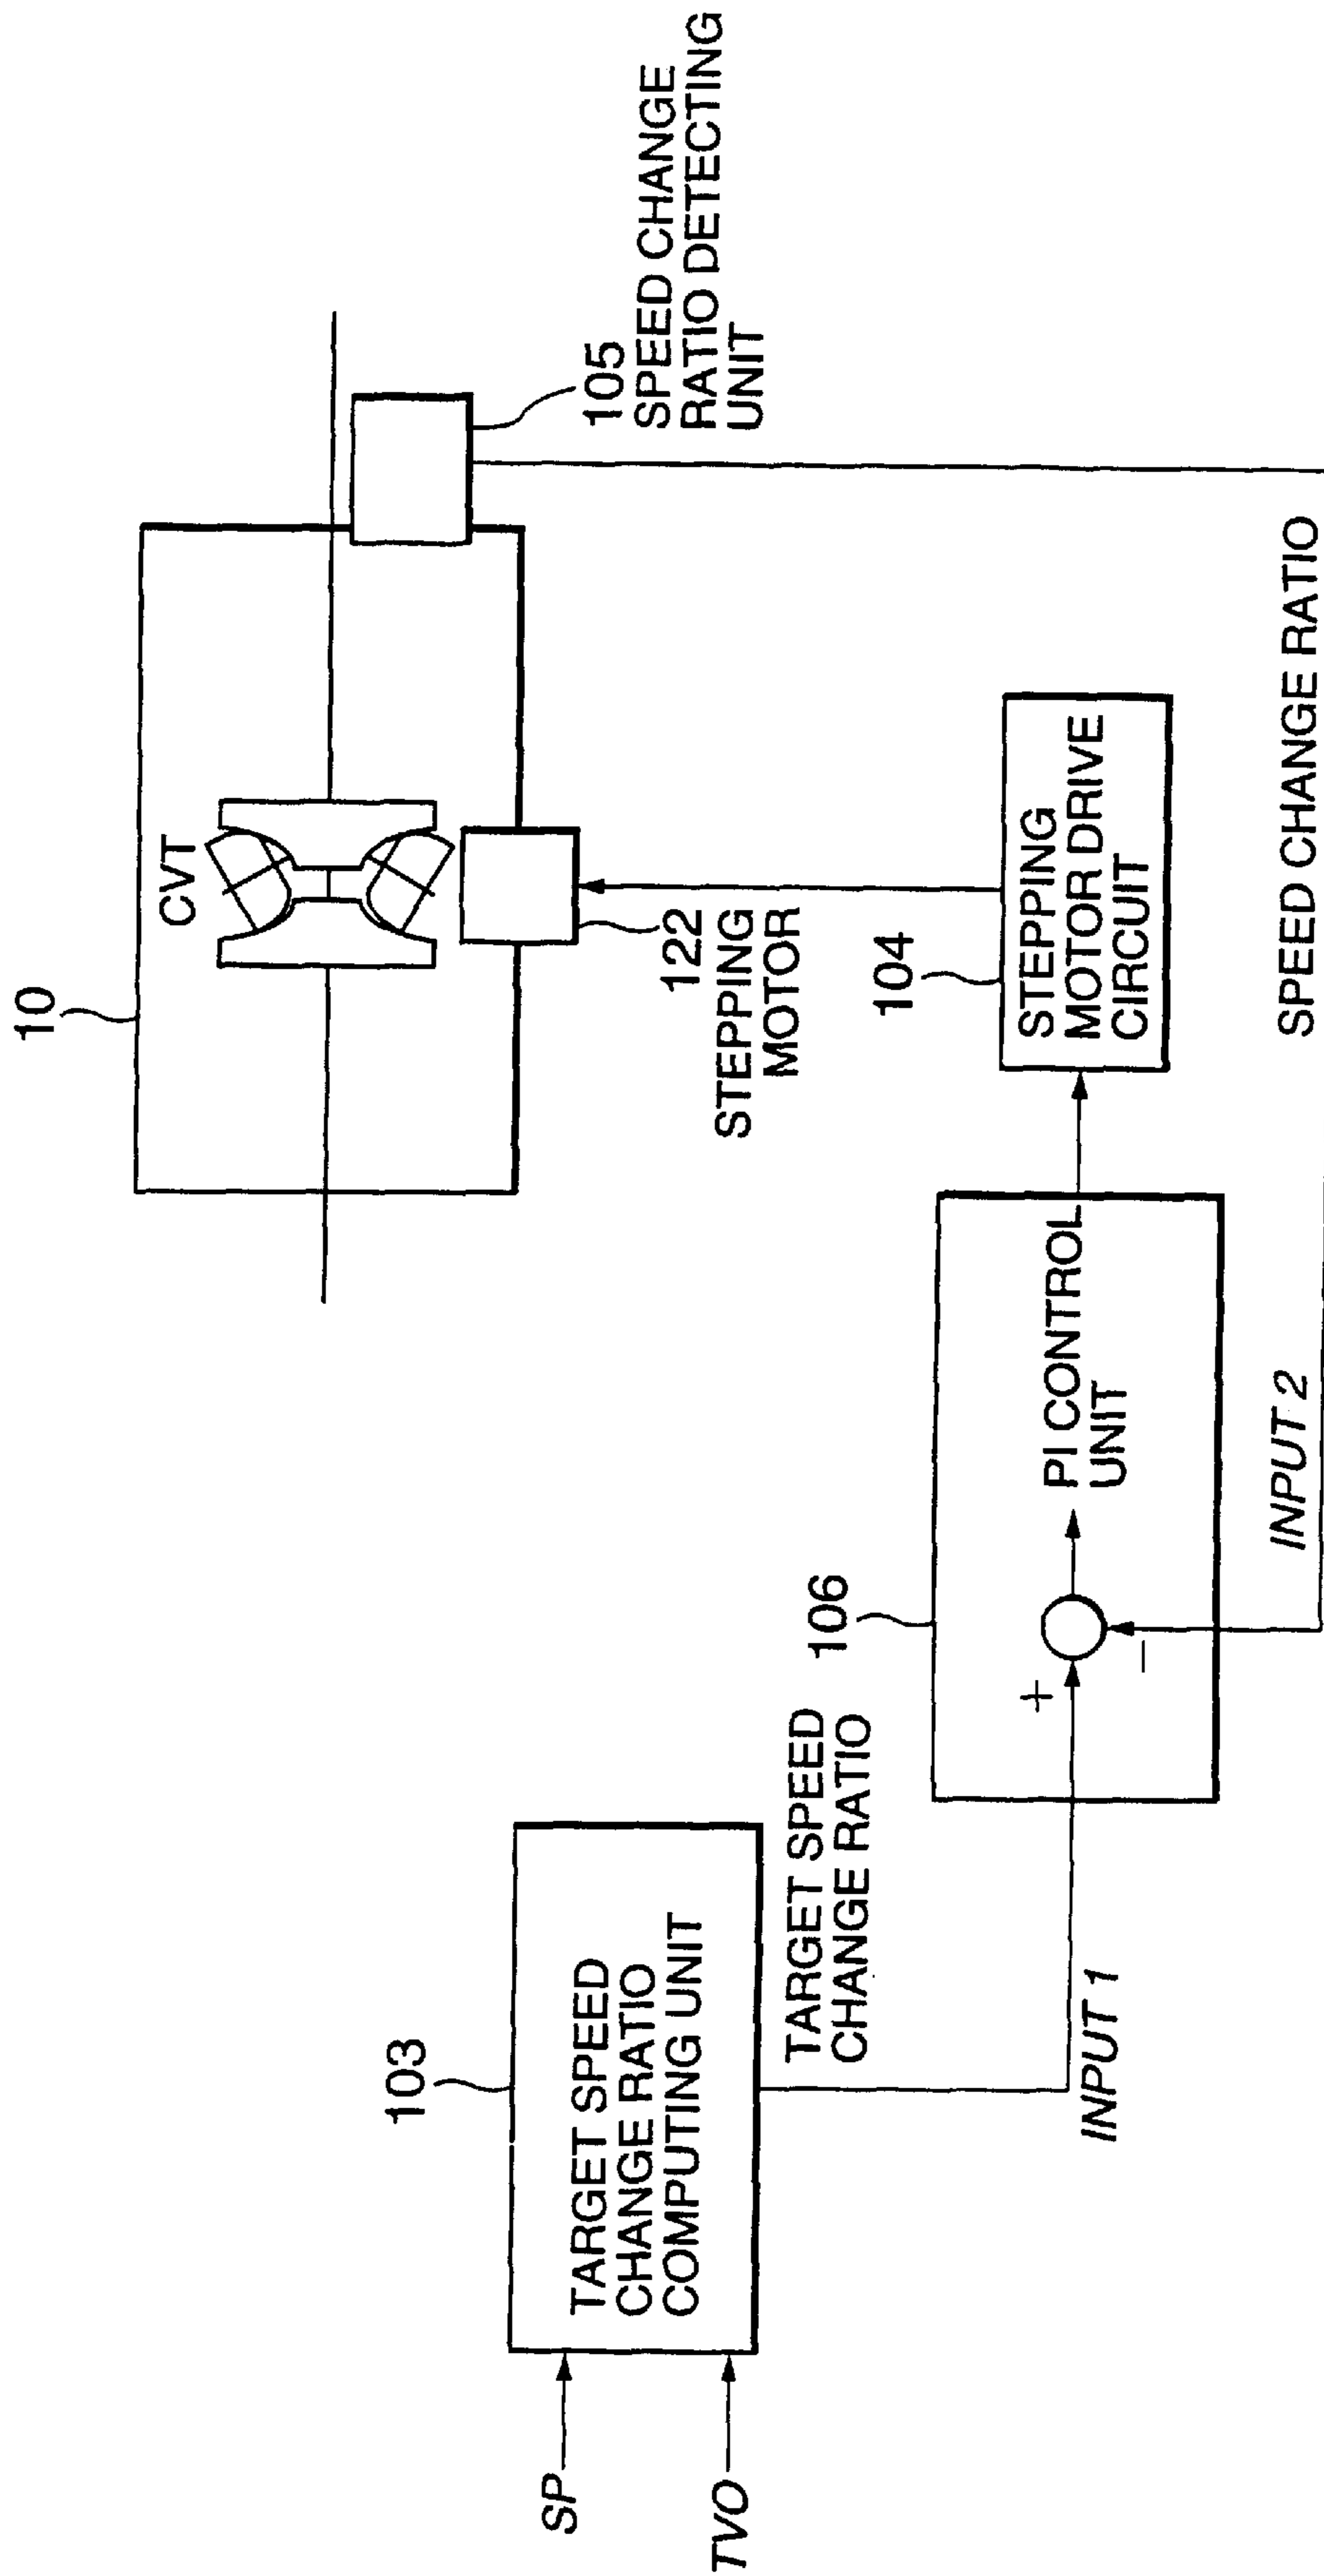 10
CVT
105
SPEED CHANGE
RATIO DETECTING
UNIT
122
STEPPING
MOTOR
104
STEPPING
MOTOR DRIVE
CIRCUIT
103
TARGET SPEED
CHANGE RATIO
COMPUTING UNIT
SP
TVO
TARGET SPEED
CHANGE RATIO
INPUT 1
106
+
−
PI CONTROL
UNIT
INPUT 2
SPEED CHANGE RATIO